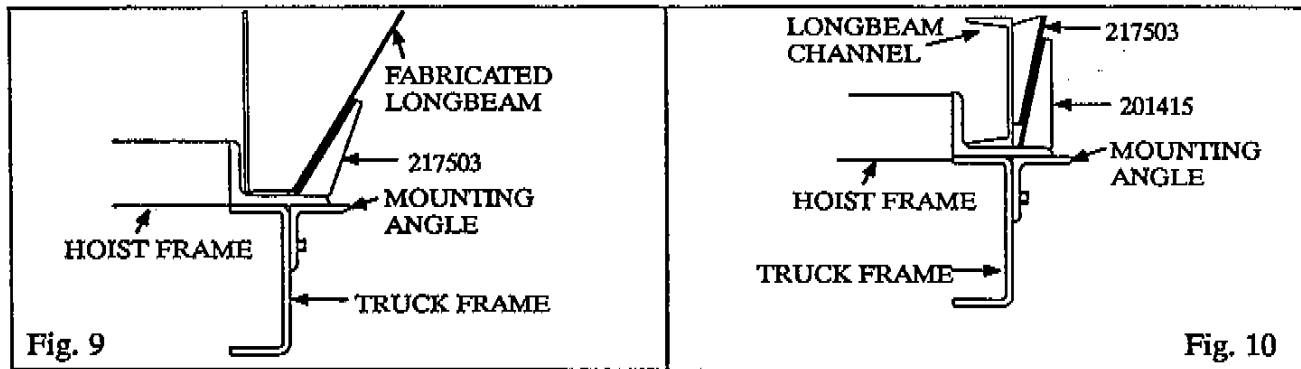 FABRICATED
LONGBEAM
217503
MOUNTING
ANGLE
HOIST FRAME
TRUCK FRAME
Fig. 9
LONGBEAM
CHANNEL
217503
201415
MOUNTING
ANGLE
HOIST FRAME
TRUCK FRAME
Fig. 10